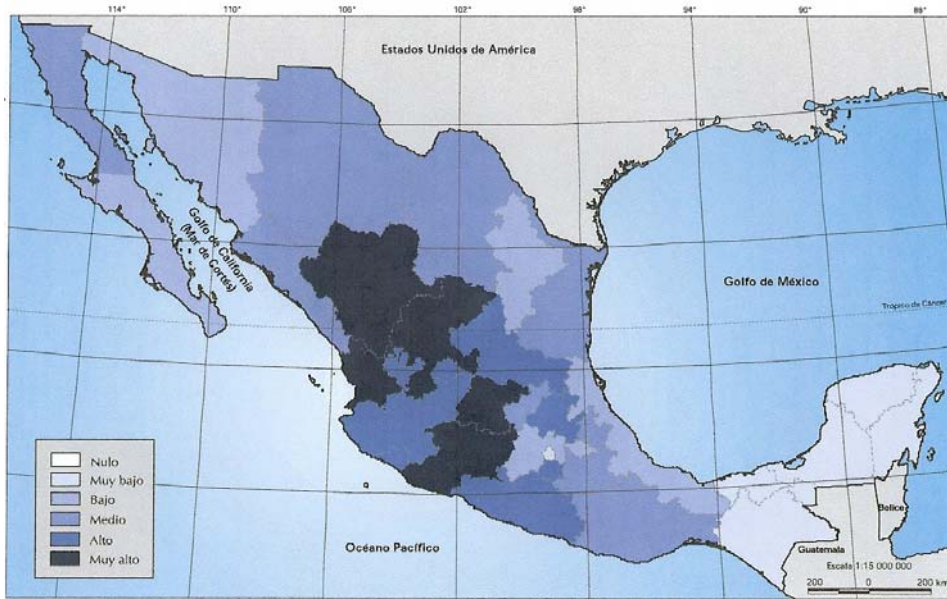 114° 110° 106° 102° 98° 94° 90° 86°
Estados Unidos de América
Golfo de California
(Mar de
Cortés)
Golfo de México
Trópico de Cáncer
Nulo
Muy bajo
Bajo
Medio
Alto
Muy alto
Océano Pacífico
Belice
Guatemala
Escala 1:15 000 000
200 0 200 km